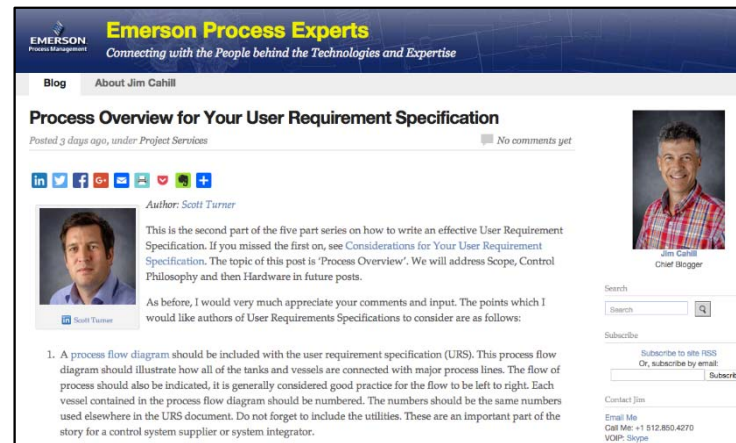 EMERSON
Process Management
Emerson Process Experts
Connecting with the People behind the Technologies and Expertise
Blog
About Jim Cahill
Process Overview for Your User Requirement Specification
Posted 3 days ago, under Project Services
No comments yet
Author: Scott Turner
This is the second part of the five part series on how to write an effective User Requirement
Specification. If you missed the first on, see Considerations for Your User Requirement
Specification. The topic of this post is 'Process Overview'. We will address Scope, Control
Philosophy and then Hardware in future posts.
As before, I would very much appreciate your comments and input. The points which I
would like authors of User Requirements Specifications to consider are as follows:
Scott Turner
1. A process flow diagram should be included with the user requirement specification (URS). This process flow
diagram should illustrate how all of the tanks and vessels are connected with major process lines. The flow of
process should also be indicated, it is generally considered good practice for the flow to be left to right. Each
vessel contained in the process flow diagram should be numbered. The numbers should be the same numbers
used elsewhere in the URS document. Do not forget to include the utilities. These are an important part of the
story for a control system supplier or system integrator.
Jim Cahill
Chief Blogger
Search
Search
Subscribe
Subscribe to site RSS
Or, subscribe by email:
Subscrib
Contact Jim
Email Me
Call Me: +1 512.850.4270
VOIP: Skype